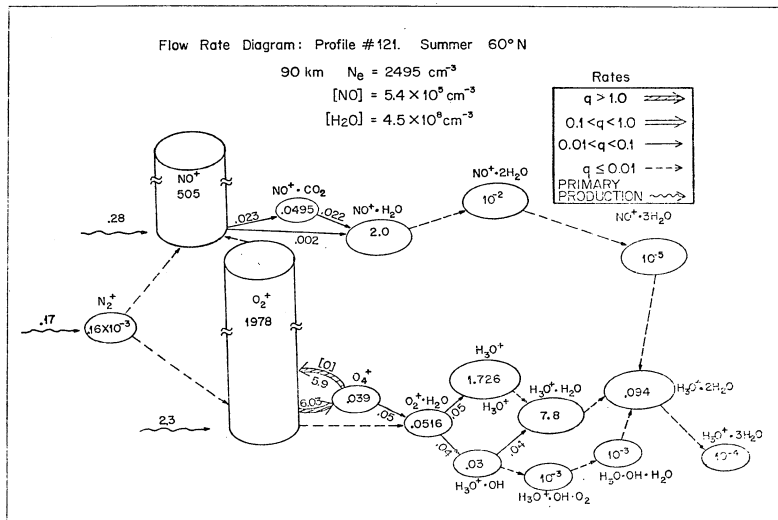 Flow Rate Diagram: Profile #121. Summer 60° N
90 km Ne = 2495 cm⁻³
[NO] = 5.4 × 10⁵ cm⁻³
[H₂O] = 4.5 × 10⁸ cm⁻³
Rates
q > 1.0
0.1 < q < 1.0
0.01 < q < 0.1
q ≤ 0.01
PRIMARY
PRODUCTION
NO⁺
505
NO⁺·CO₂
.0495
.023
.022
.002
NO⁺·H₂O
2.0
NO⁺·2H₂O
10⁻²
NO⁺·3H₂O
10⁻⁵
.28
N₂⁺
.16×10⁻³
.17
O₂⁺
1978
2.3
[O]
5.9
6.03
O₄⁺
.039
.05
O₂⁺·H₂O
.0516
.05
.04
H₃O⁺
1.726
H₃O⁺
H₃O⁺·H₂O
7.8
.04
.03
H₃O⁺·OH
10⁻³
H₃O⁺·OH·O₂
10⁻³
H₃O·OH·H₂O
.094
H₃O⁺·2H₂O
H₃O⁺·3H₂O
10⁻⁴